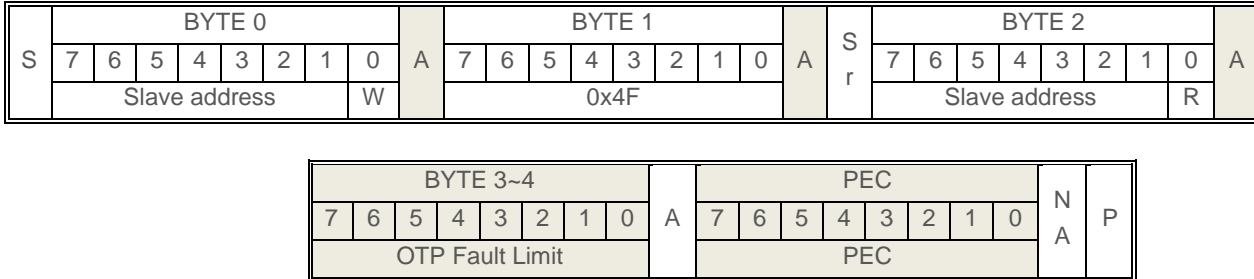 BYTE 0 BYTE 1 BYTE 2
S 7 6 5 4 3 2 1 0 A 7 6 5 4 3 2 1 0 A Sr 7 6 5 4 3 2 1 0 A
Slave address W 0x4F Slave address R
BYTE 3~4 PEC
7 6 5 4 3 2 1 0 A 7 6 5 4 3 2 1 0 NA P
OTP Fault Limit PEC